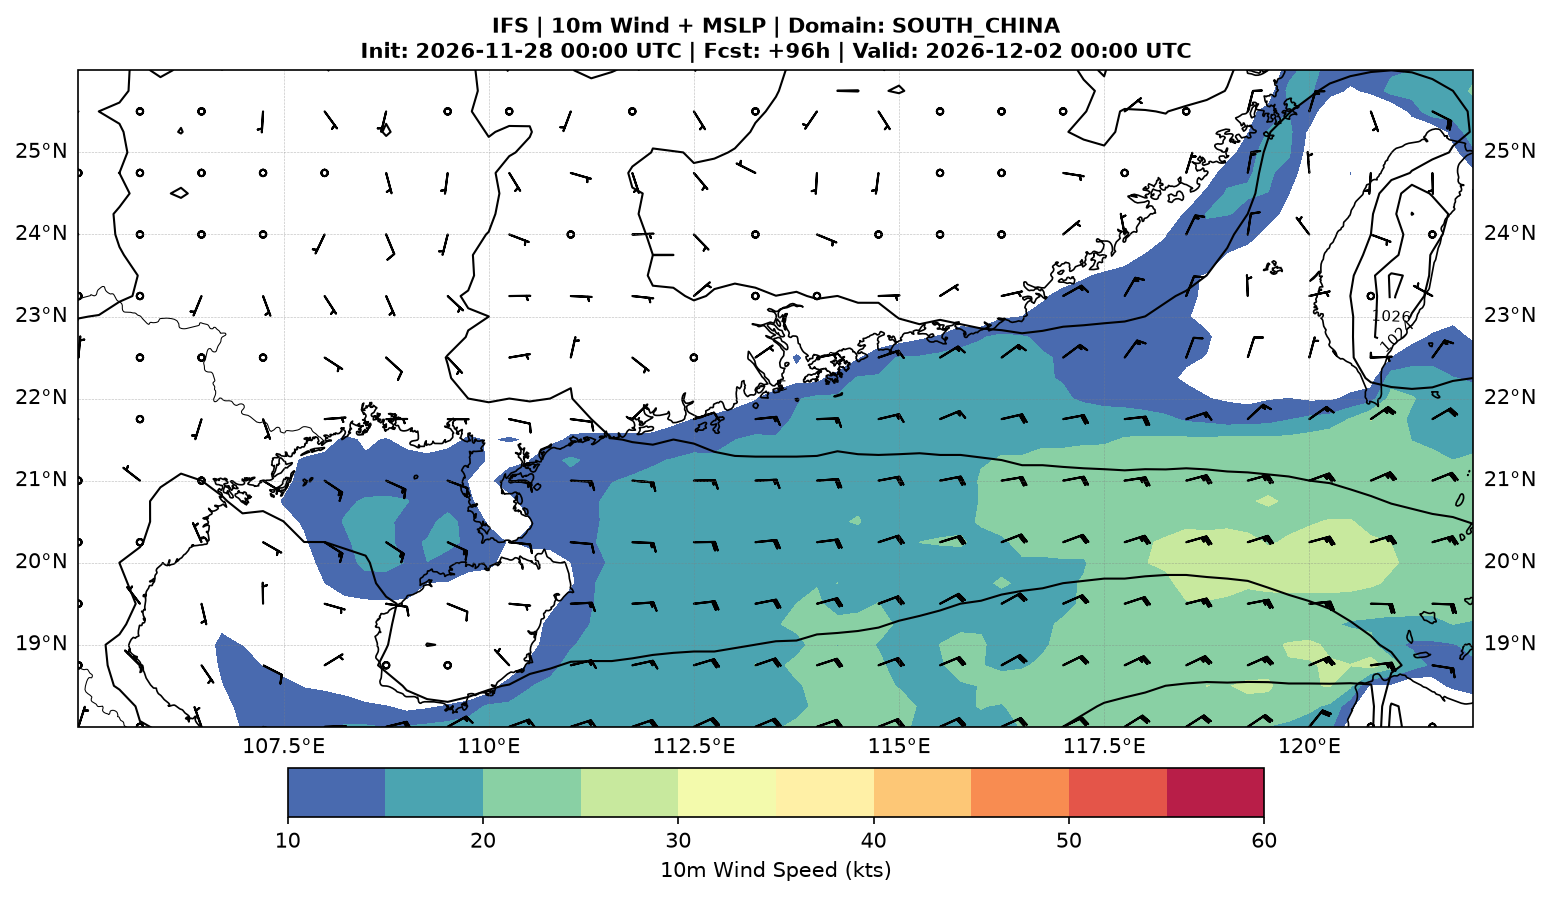 IFS | 10m Wind + MSLP | Domain: SOUTH_CHINA
Init: 2026-11-28 00:00 UTC | Fcst: +96h | Valid: 2026-12-02 00:00 UTC
25°N 25°N
24°N 24°N
23°N 23°N
1026
1024
22°N 22°N
21°N 21°N
20°N 20°N
19°N 19°N
107.5°E 110°E 112.5°E 115°E 117.5°E 120°E
10 20 30 40 50 60
10m Wind Speed (kts)